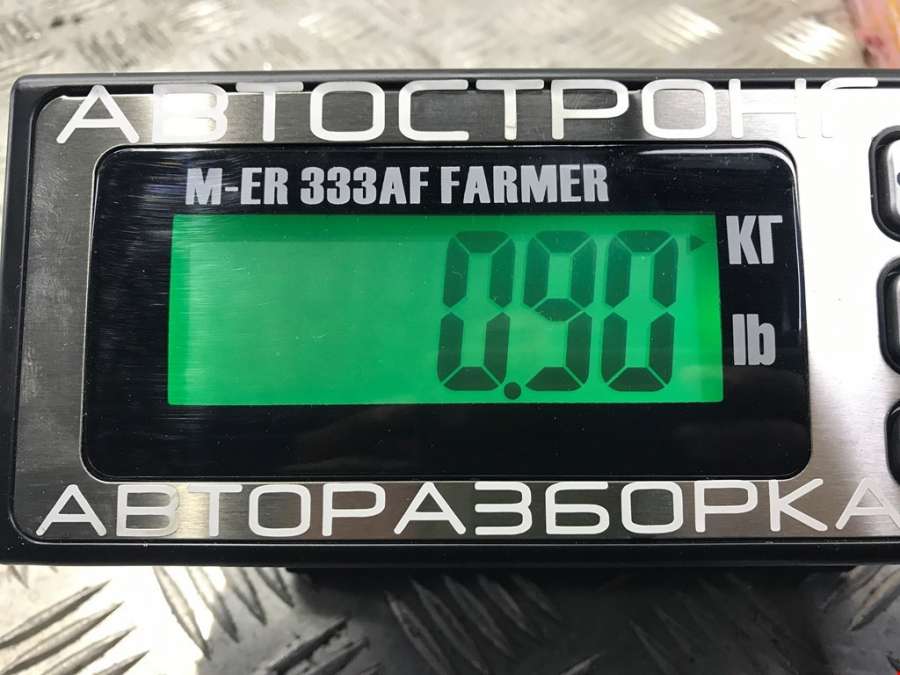 АВТОСТРОНГ
M-ER 333AF FARMER
0.90
КГ
lb
АВТОРАЗБОРКА